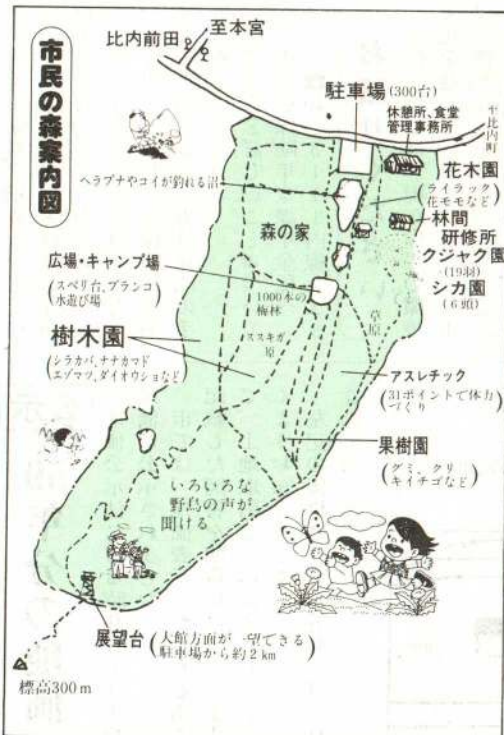 市民の森案内図
比内前田
至本宮
駐車場(300台)
休憩所、食堂
管理事務所
至比内町
花木園
(ライラック
花モモなど)
ヘラブナやコイが釣れる沼
林間
研修所
森の家
クジャク園
(19羽)
シカ園
(6頭)
広場・キャンプ場
(スベリ台、ブランコ
水遊び場)
1000本の
梅林
草原
ススキガ
原
樹木園
(シラカバ、ナナカマド
エゾマツ、ダイオウショなど)
アスレチック
(31ポイントで体力
づくり)
果樹園
(グミ、クリ
キイチゴなど)
いろいろな
野鳥の声が
聞ける
展望台
(大館方面が一望できる
駐車場から約2km)
標高300m